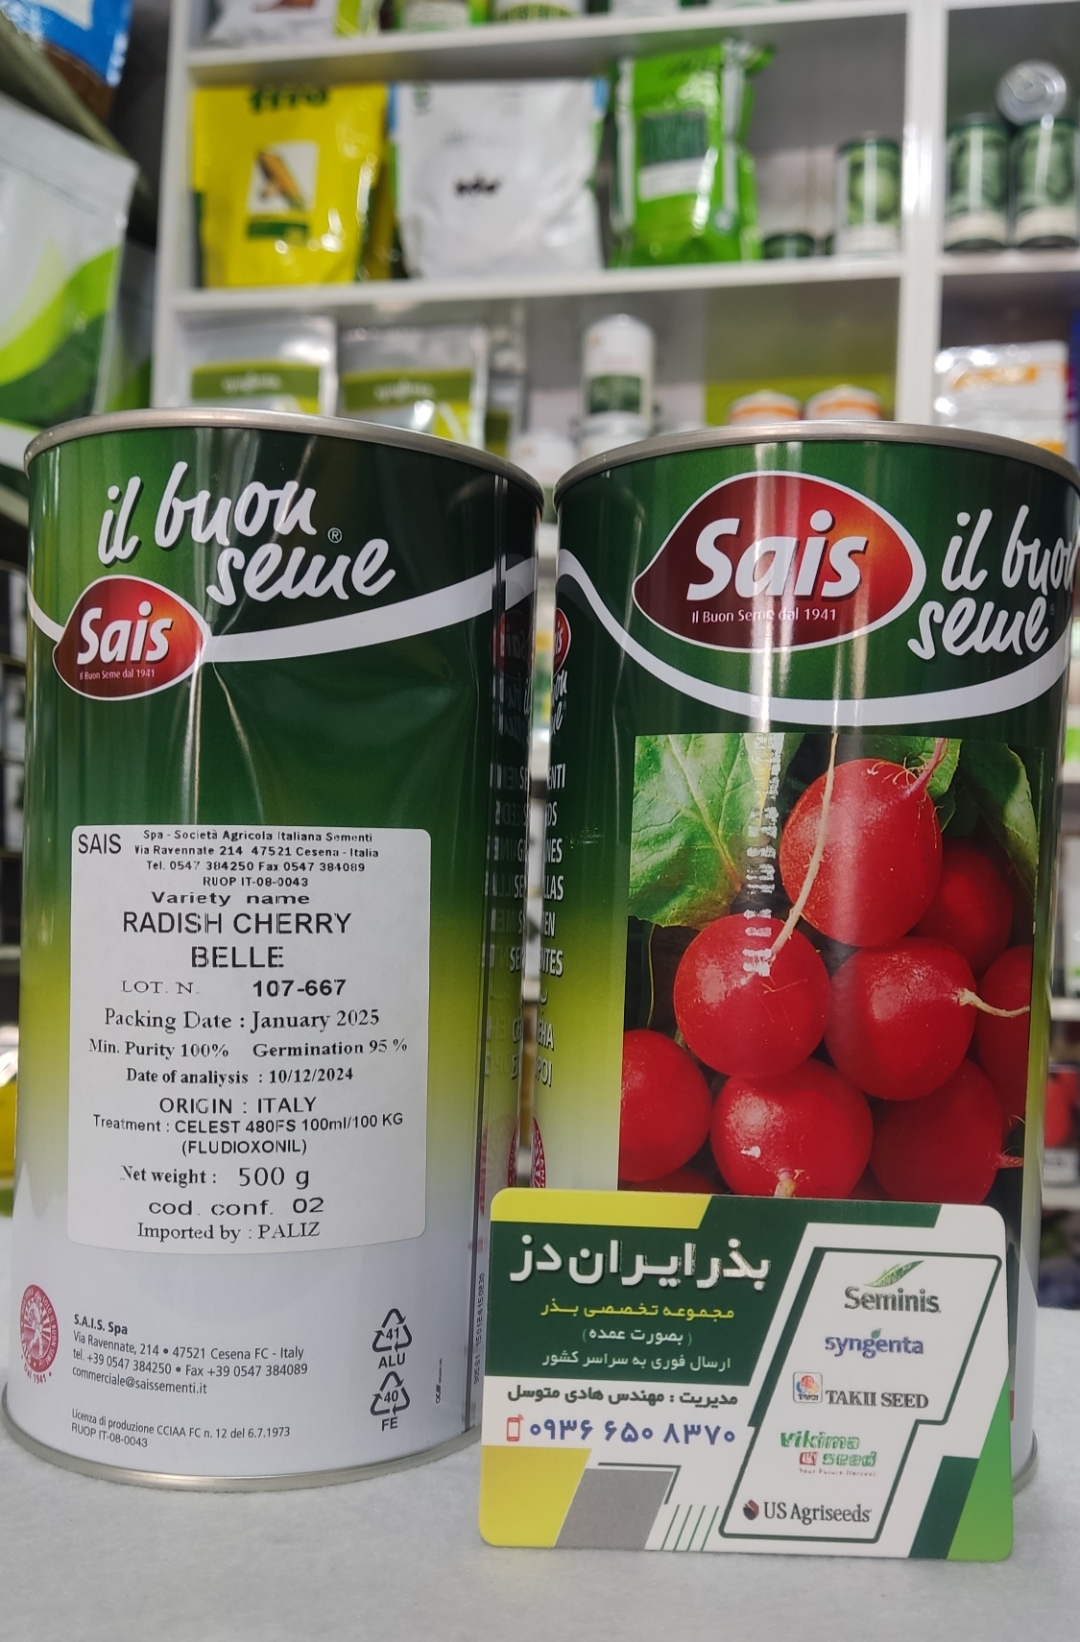 il buon
seme®
Sais
Il Buon Seme dal 1941
SAIS
Spa - Società Agricola Italiana Sementi
Via Ravennate 214 47521 Cesena - Italia
Tel. 0547 384250 Fax 0547 384089
RUOP IT-08-0043
Variety name
RADISH CHERRY
BELLE
LOT. N. 107-667
Packing Date : January 2025
Min. Purity 100% Germination 95 %
Date of analiysis : 10/12/2024
ORIGIN : ITALY
Treatment : CELEST 480FS 100ml/100 KG
(FLUDIOXONIL)
Net weight : 500 g
cod. conf. 02
Imported by : PALIZ
S.A.I.S. Spa
Via Ravennate, 214 • 47521 Cesena FC - Italy
tel. +39 0547 384250 • Fax +39 0547 384089
commerciale@saissementi.it
Licenza di produzione CCIAA FC n. 12 del 6.7.1973
RUOP IT-08-0043
41
ALU
40
FE
Sais
Il Buon Seme dal 1941
il buon
seme®
بذر ایران دز
مجموعه تخصصی بذر
( بصورت عمده )
ارسال فوری به سراسر کشور
مدیریت : مهندس هادی متوسل
۰۹۳۶ ۶۵۰ ۸۳۷۰
Seminis
syngenta
TAKII SEED
Vikima
seed
US Agriseeds